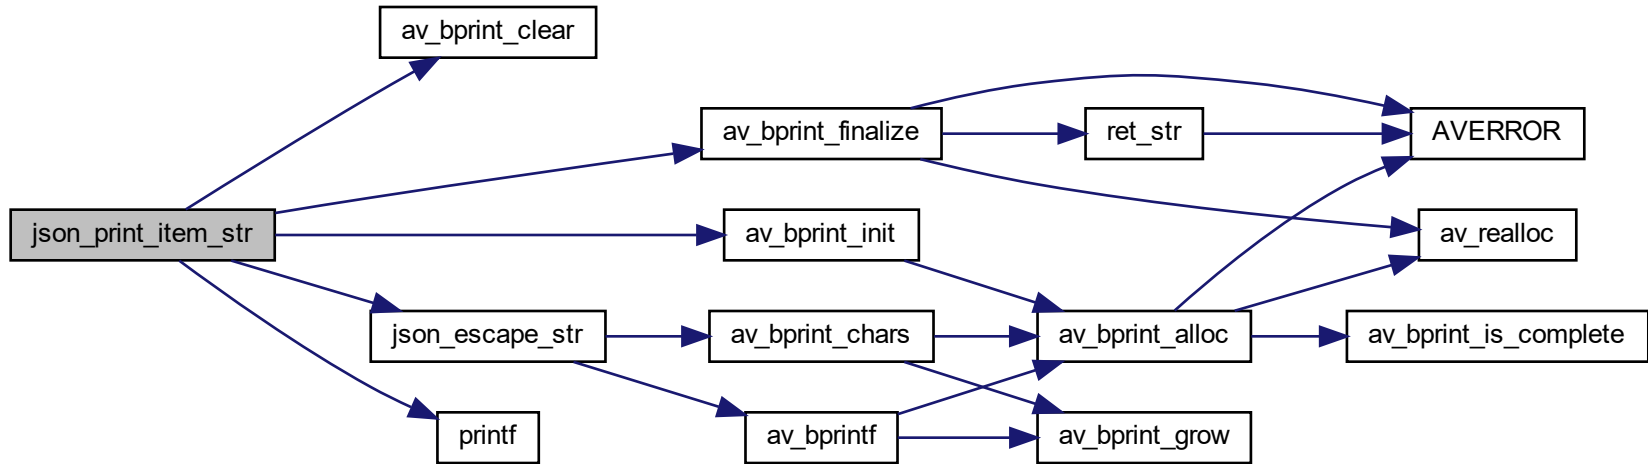 av_bprint_clear
av_bprint_finalize
ret_str
AVERROR
json_print_item_str
av_bprint_init
av_realloc
json_escape_str
av_bprint_chars
av_bprint_alloc
av_bprint_is_complete
printf
av_bprintf
av_bprint_grow